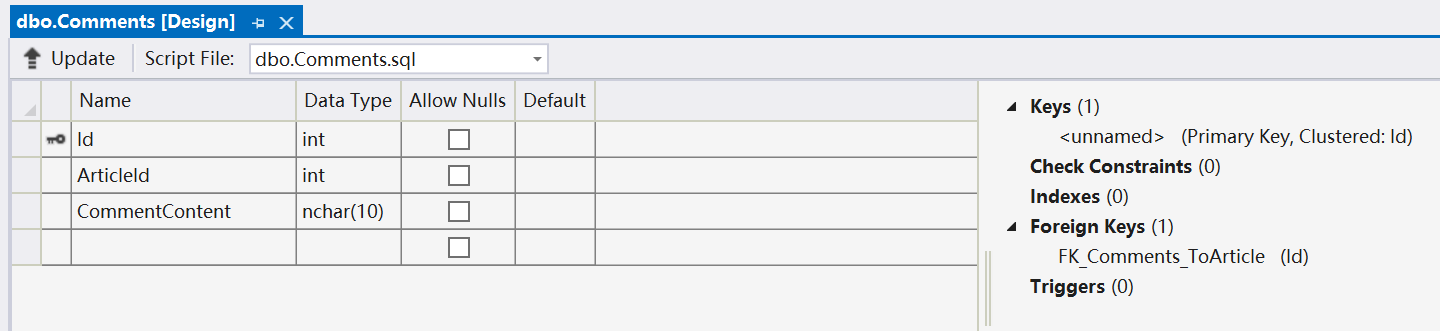 dbo.Comments [Design]
Update Script File: dbo.Comments.sql
Name Data Type Allow Nulls Default
Id int
ArticleId int
CommentContent nchar(10)
Keys (1)
<unnamed> (Primary Key, Clustered: Id)
Check Constraints (0)
Indexes (0)
Foreign Keys (1)
FK_Comments_ToArticle (Id)
Triggers (0)